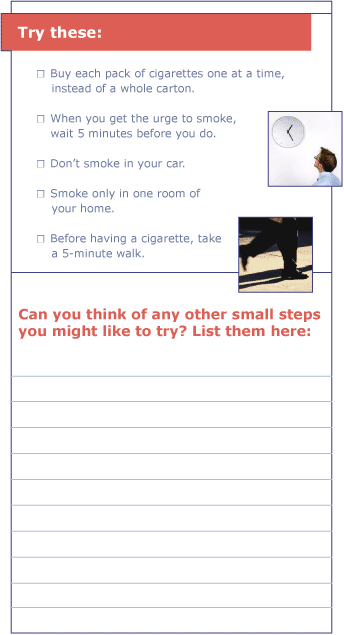 Try these:
□ Buy each pack of cigarettes one at a time,
instead of a whole carton.
□ When you get the urge to smoke,
wait 5 minutes before you do.
□ Don't smoke in your car.
□ Smoke only in one room of
your home.
□ Before having a cigarette, take
a 5-minute walk.
Can you think of any other small steps
you might like to try? List them here: